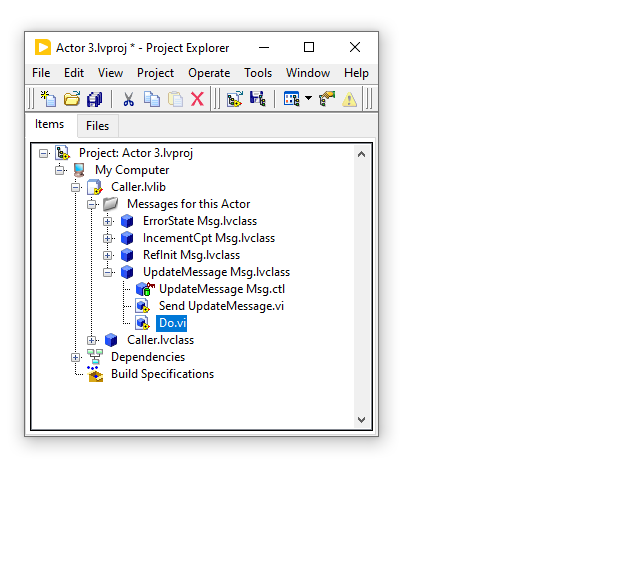 Actor 3.lvproj * - Project Explorer
File Edit View Project Operate Tools Window Help
Items Files
Project: Actor 3.lvproj
My Computer
Caller.lvlib
Messages for this Actor
ErrorState Msg.lvclass
IncementCpt Msg.lvclass
RefInit Msg.lvclass
UpdateMessage Msg.lvclass
UpdateMessage Msg.ctl
Send UpdateMessage.vi
Do.vi
Caller.lvclass
Dependencies
Build Specifications